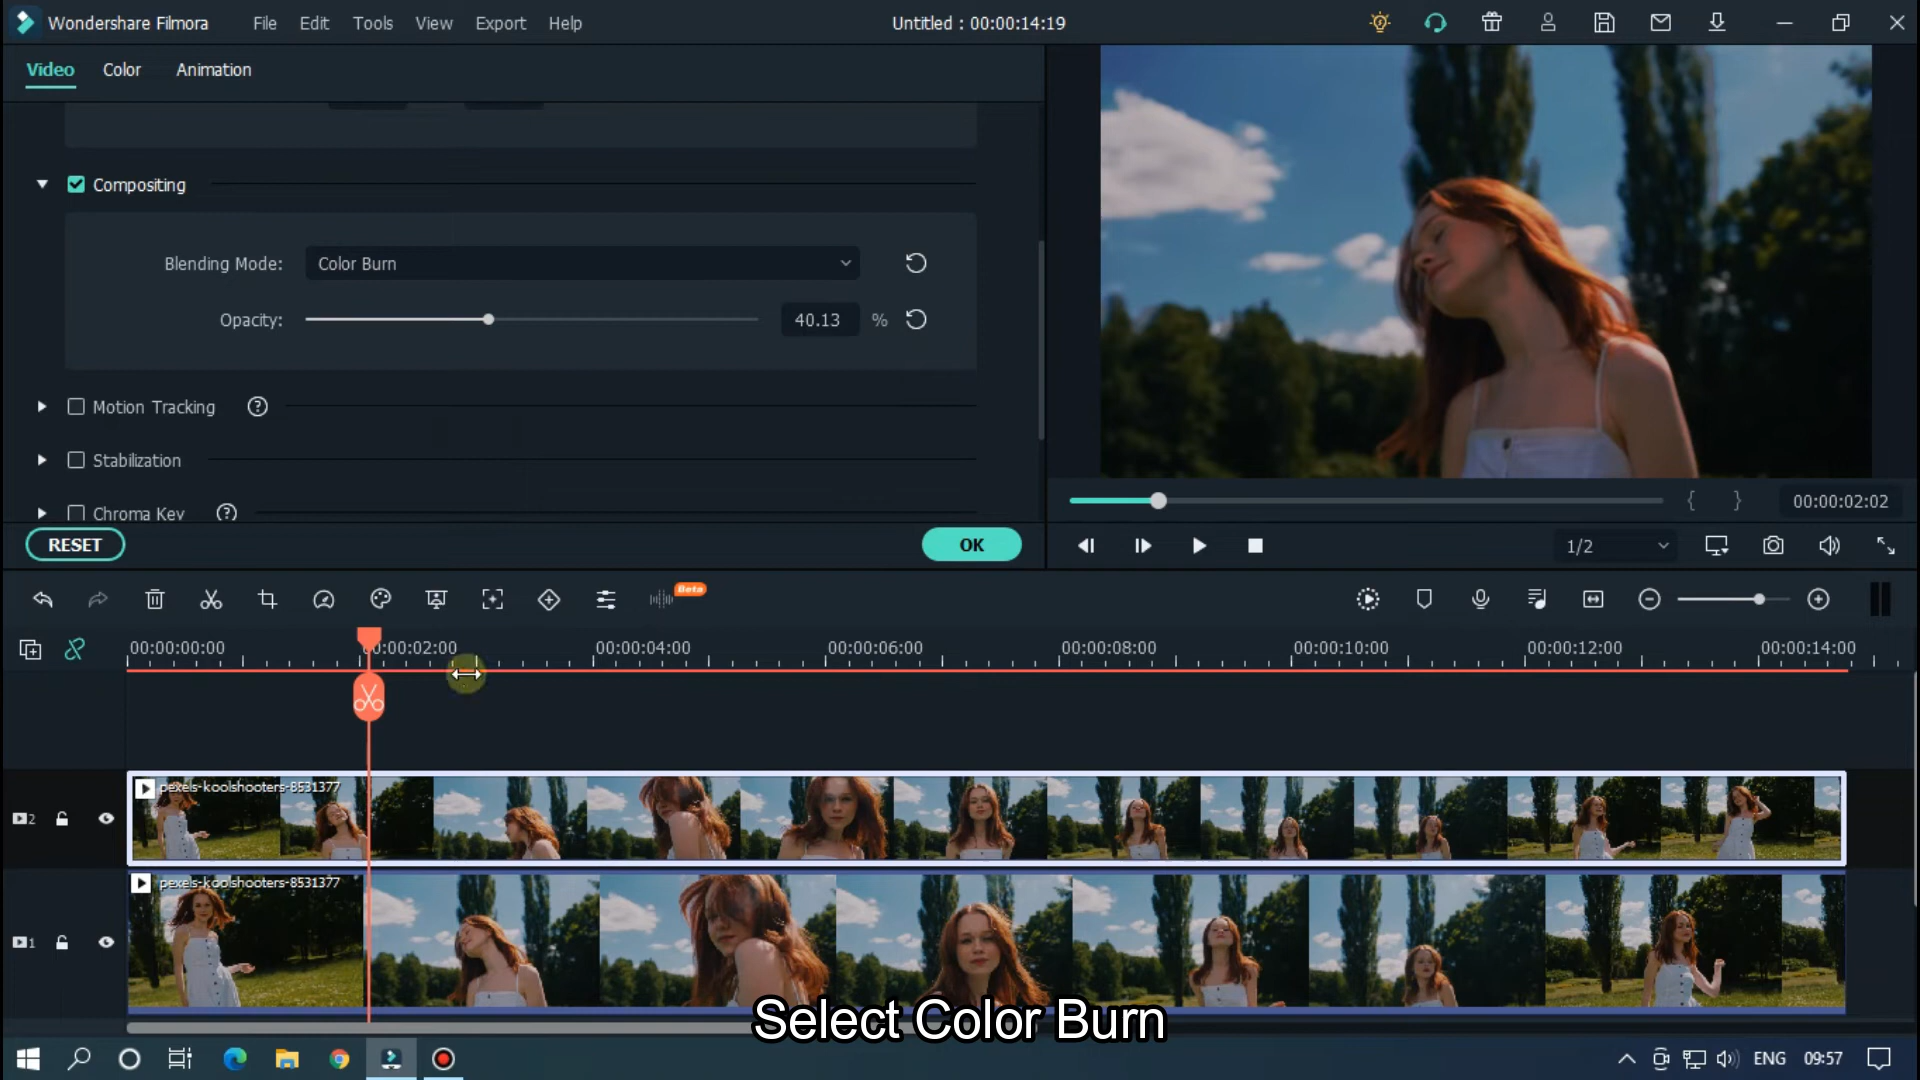 Wondershare Filmora File Edit Tools View Export Help Untitled : 00:00:14:19
Video Color Animation
Compositing
Blending Mode: Color Burn
Opacity: 40.13 %
Motion Tracking
Stabilization
Chroma Key
00:00:02:02
RESET OK
1/2
Beta
00:00:00:00 00:00:02:00 00:00:04:00 00:00:06:00 00:00:08:00 00:00:10:00 00:00:12:00 00:00:14:00
pexels-koolshooters-8531377
2
pexels-koolshooters-8531377
1
Select Color Burn
ENG 09:57